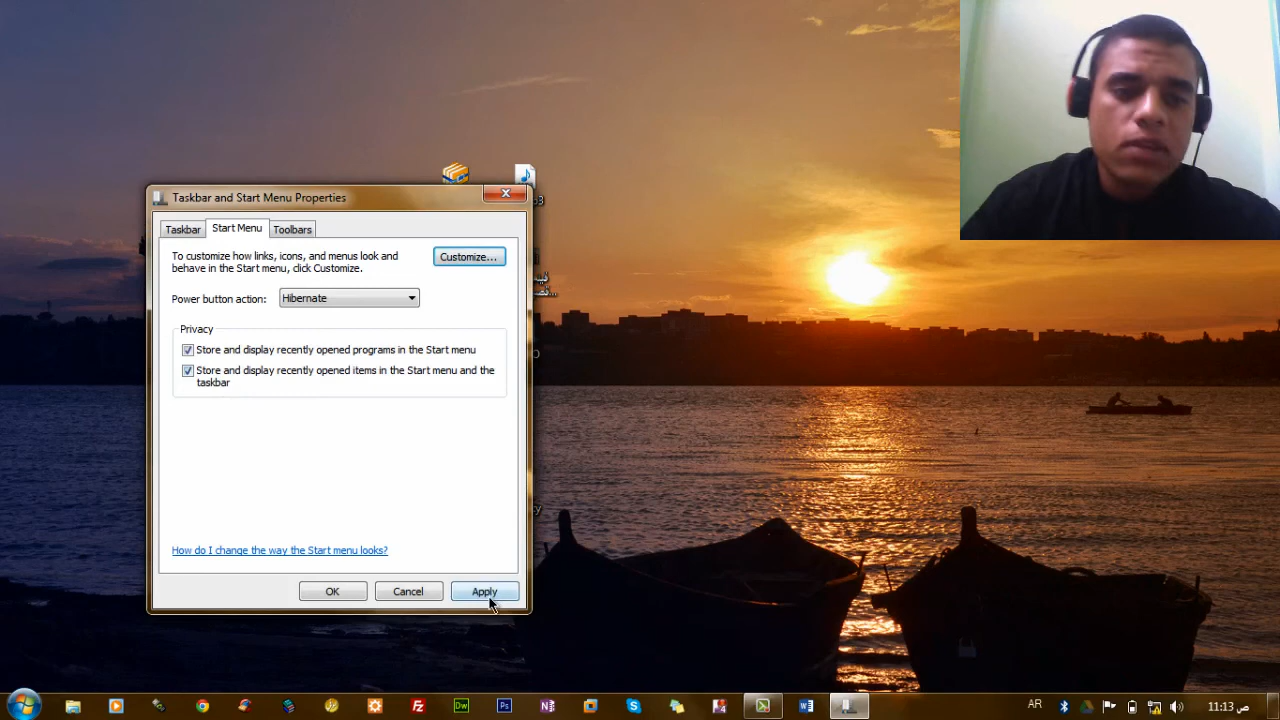 Taskbar and Start Menu Properties
Taskbar
Start Menu
Toolbars
To customize how links, icons, and menus look and
behave in the Start menu, click Customize.
Customize...
Power button action:
Hibernate
Privacy
Store and display recently opened programs in the Start menu
Store and display recently opened items in the Start menu and the
taskbar
How do I change the way the Start menu looks?
OK
Cancel
Apply
Fz
Dw
Ps
AR
11:13 ص